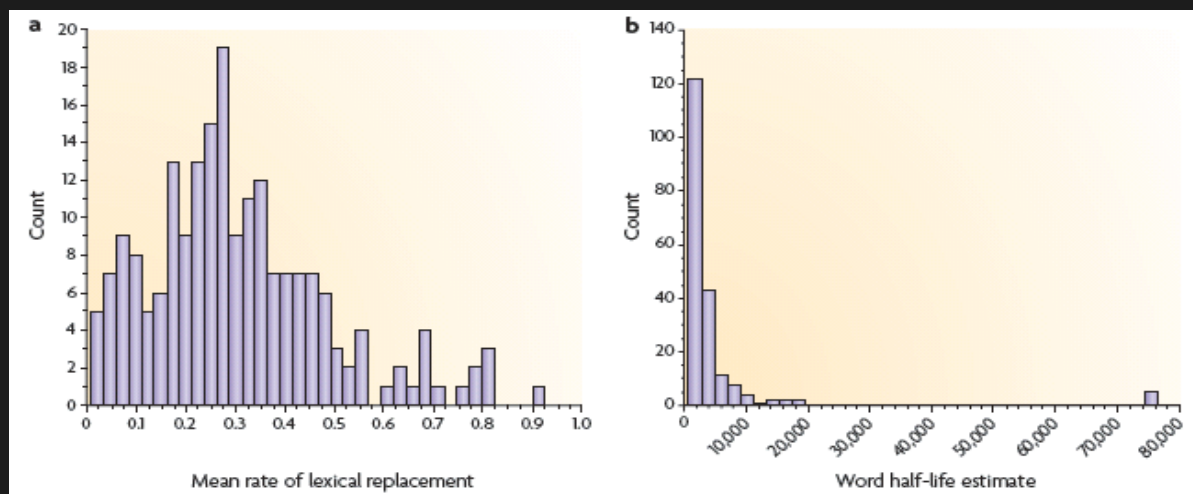 a
20
18
16
14
12
10
8
6
4
2
0
Count
0 0.1 0.2 0.3 0.4 0.5 0.6 0.7 0.8 0.9 1.0
Mean rate of lexical replacement
b
140
120
100
80
60
40
20
0
Count
0 10,000 20,000 30,000 40,000 50,000 60,000 70,000 80,000
Word half-life estimate